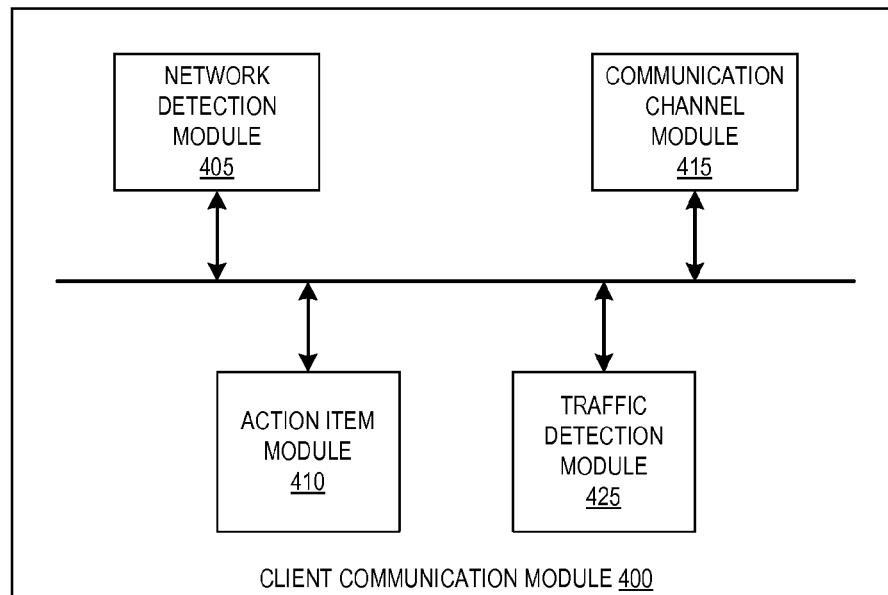 NETWORK
DETECTION
MODULE
405
COMMUNICATION
CHANNEL
MODULE
415
ACTION ITEM
MODULE
410
TRAFFIC
DETECTION
MODULE
425
CLIENT COMMUNICATION MODULE 400